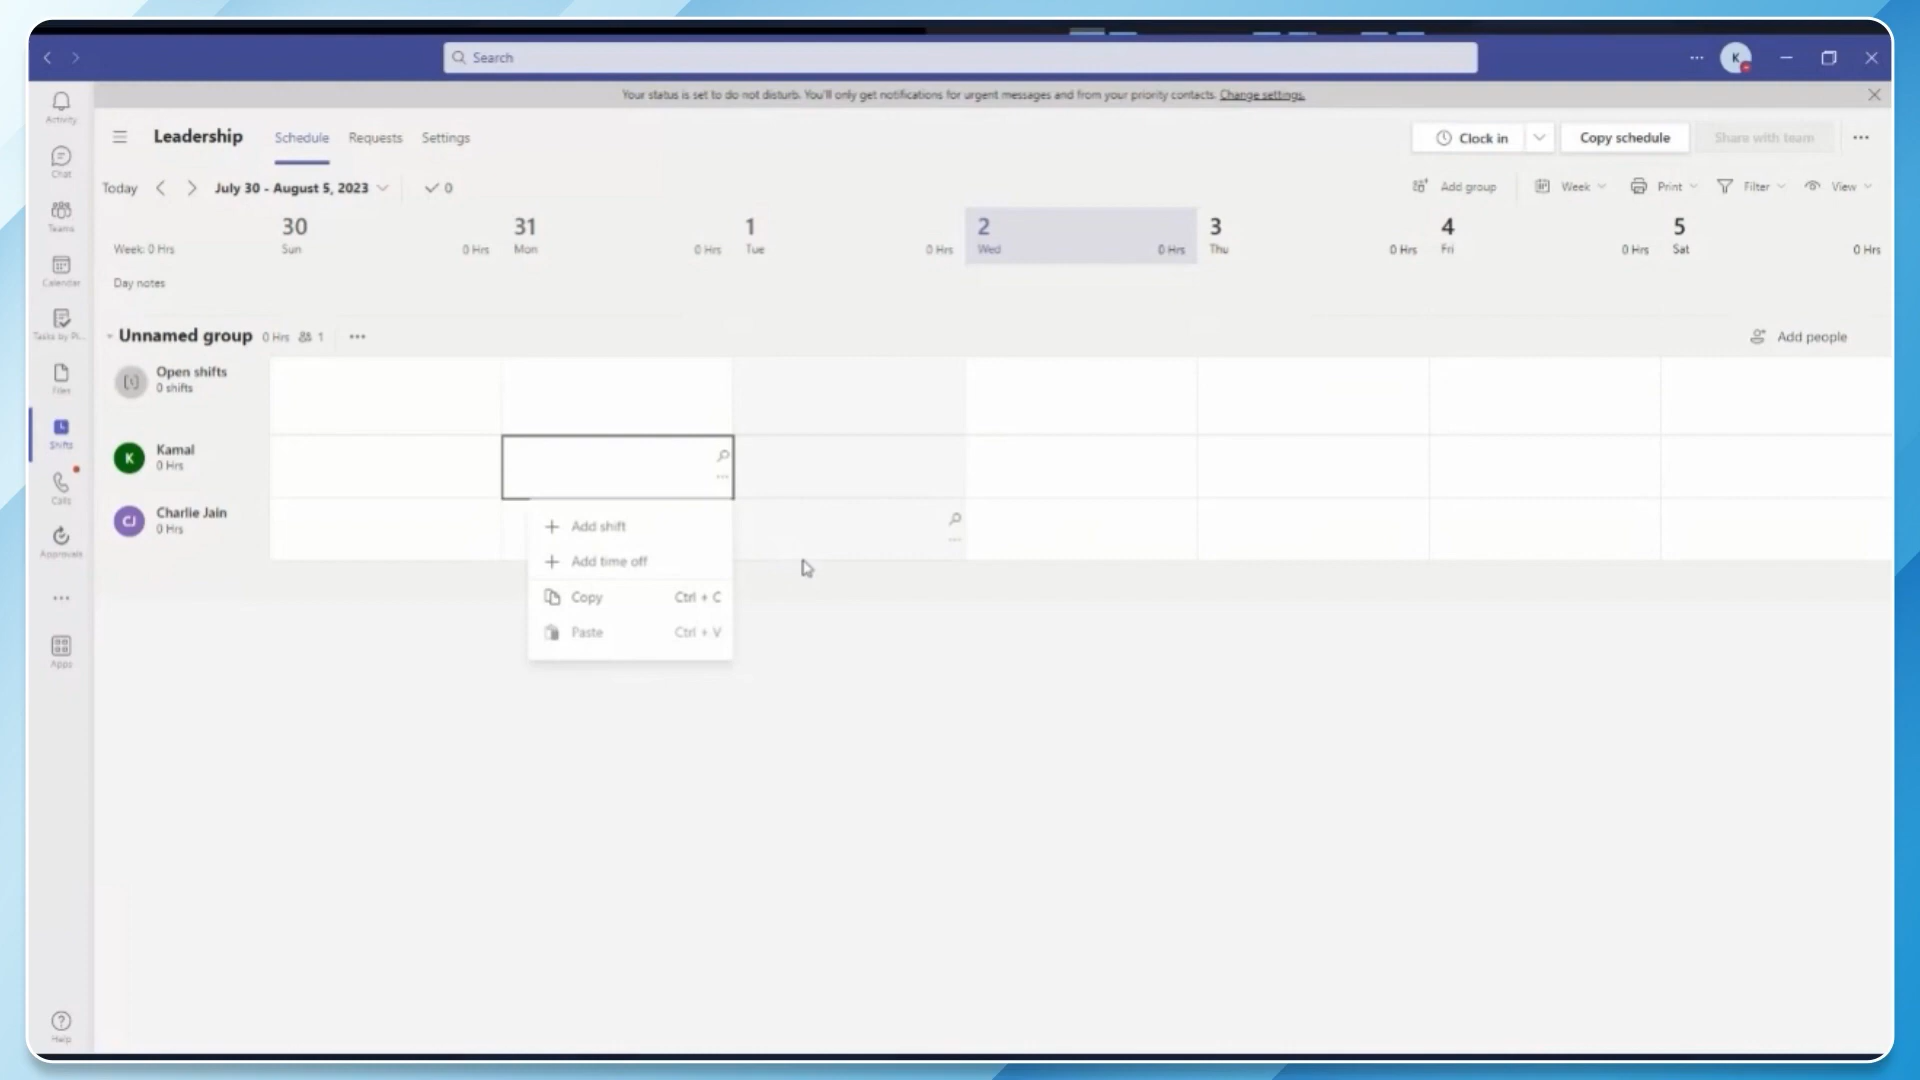 Search
K
Your status is set to do not disturb. You'll only get notifications for urgent messages and from your priority contacts. Change settings.
Activity
Chat
Teams
Calendar
Tasks by Pl...
Files
Shifts
Calls
Approvals
Apps
Help
Leadership Schedule Requests Settings
Clock in Copy schedule Share with team
Today July 30 - August 5, 2023 0
Add group Week Print Filter View
30 31 1 2 3 4 5
Week: 0 Hrs Sun 0 Hrs Mon 0 Hrs Tue 0 Hrs Wed 0 Hrs Thu 0 Hrs Fri 0 Hrs Sat 0 Hrs
Day notes
Unnamed group 0 Hrs 1 Add people
Open shifts
0 shifts
K Kamal
0 Hrs
CJ Charlie Jain
0 Hrs
Add shift
Add time off
Copy Ctrl + C
Paste Ctrl + V